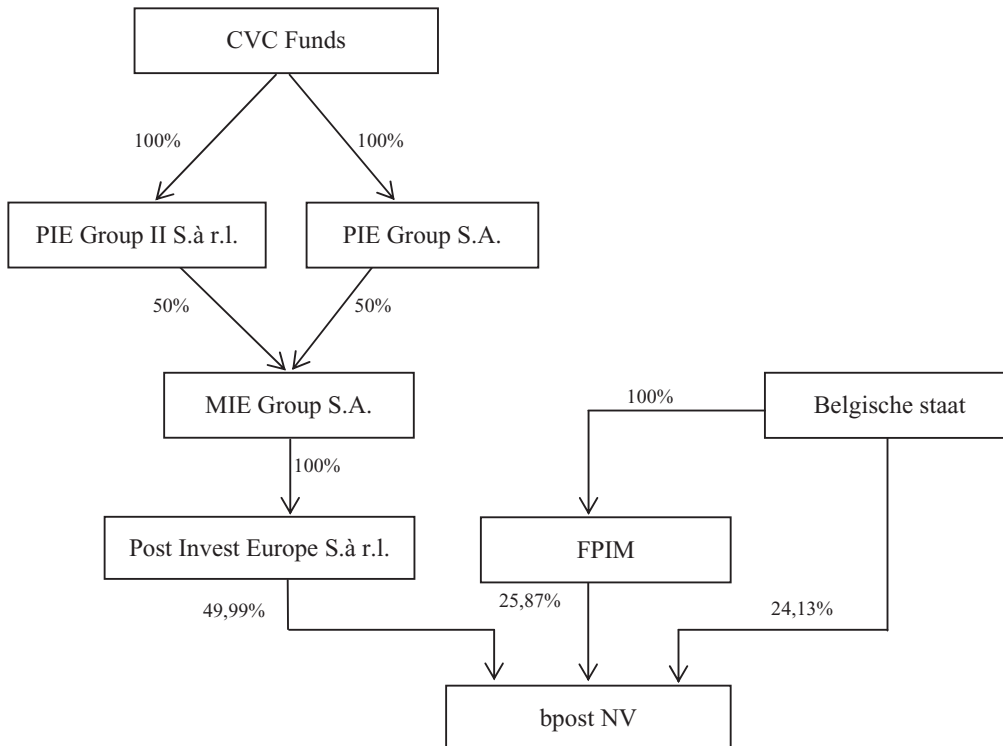 CVC Funds
100%
100%
PIE Group II S.à r.l.
PIE Group S.A.
50%
50%
MIE Group S.A.
100%
Belgische staat
100%
Post Invest Europe S.à r.l.
FPIM
49,99%
25,87%
24,13%
bpost NV